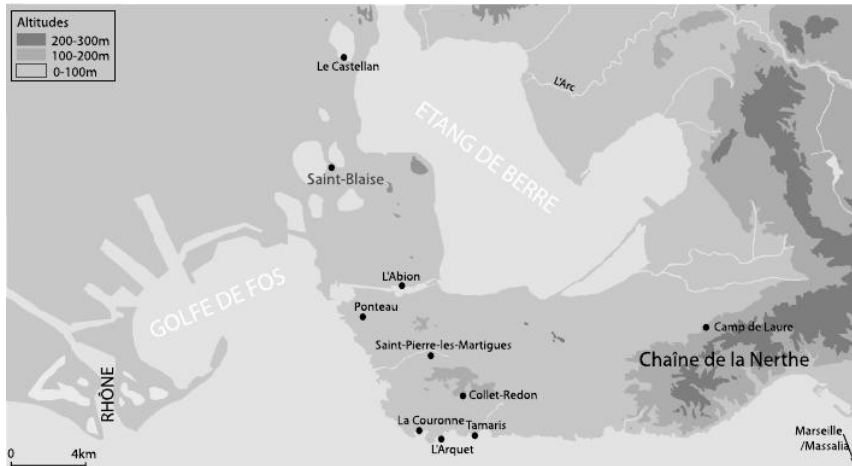 Altitudes
200-300m
100-200m
0-100m
Le Castellan
L'Arc
ETANG DE BERRE
Saint-Blaise
L'Abion
GOLFE DE FOS
Ponteau
Camp de Laure
Saint-Pierre-les-Martigues
Chaîne de la Nerthe
Collet-Redon
RHÔNE
La Couronne
Tamaris
L'Arquet
Marseille
/Massalia
0
4km